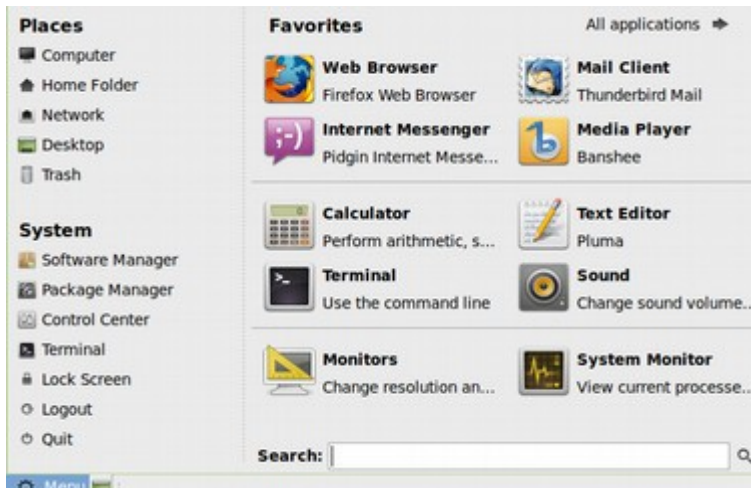 Places
Computer
Home Folder
Network
Desktop
Trash
System
Software Manager
Package Manager
Control Center
Terminal
Lock Screen
Logout
Quit
Favorites
All applications
Web Browser
Firefox Web Browser
Mail Client
Thunderbird Mail
Internet Messenger
Pidgin Internet Messe...
Media Player
Banshee
Calculator
Perform arithmetic, s...
Text Editor
Pluma
Terminal
Use the command line
Sound
Change sound volume...
Monitors
Change resolution an...
System Monitor
View current processe...
Search:
Menu